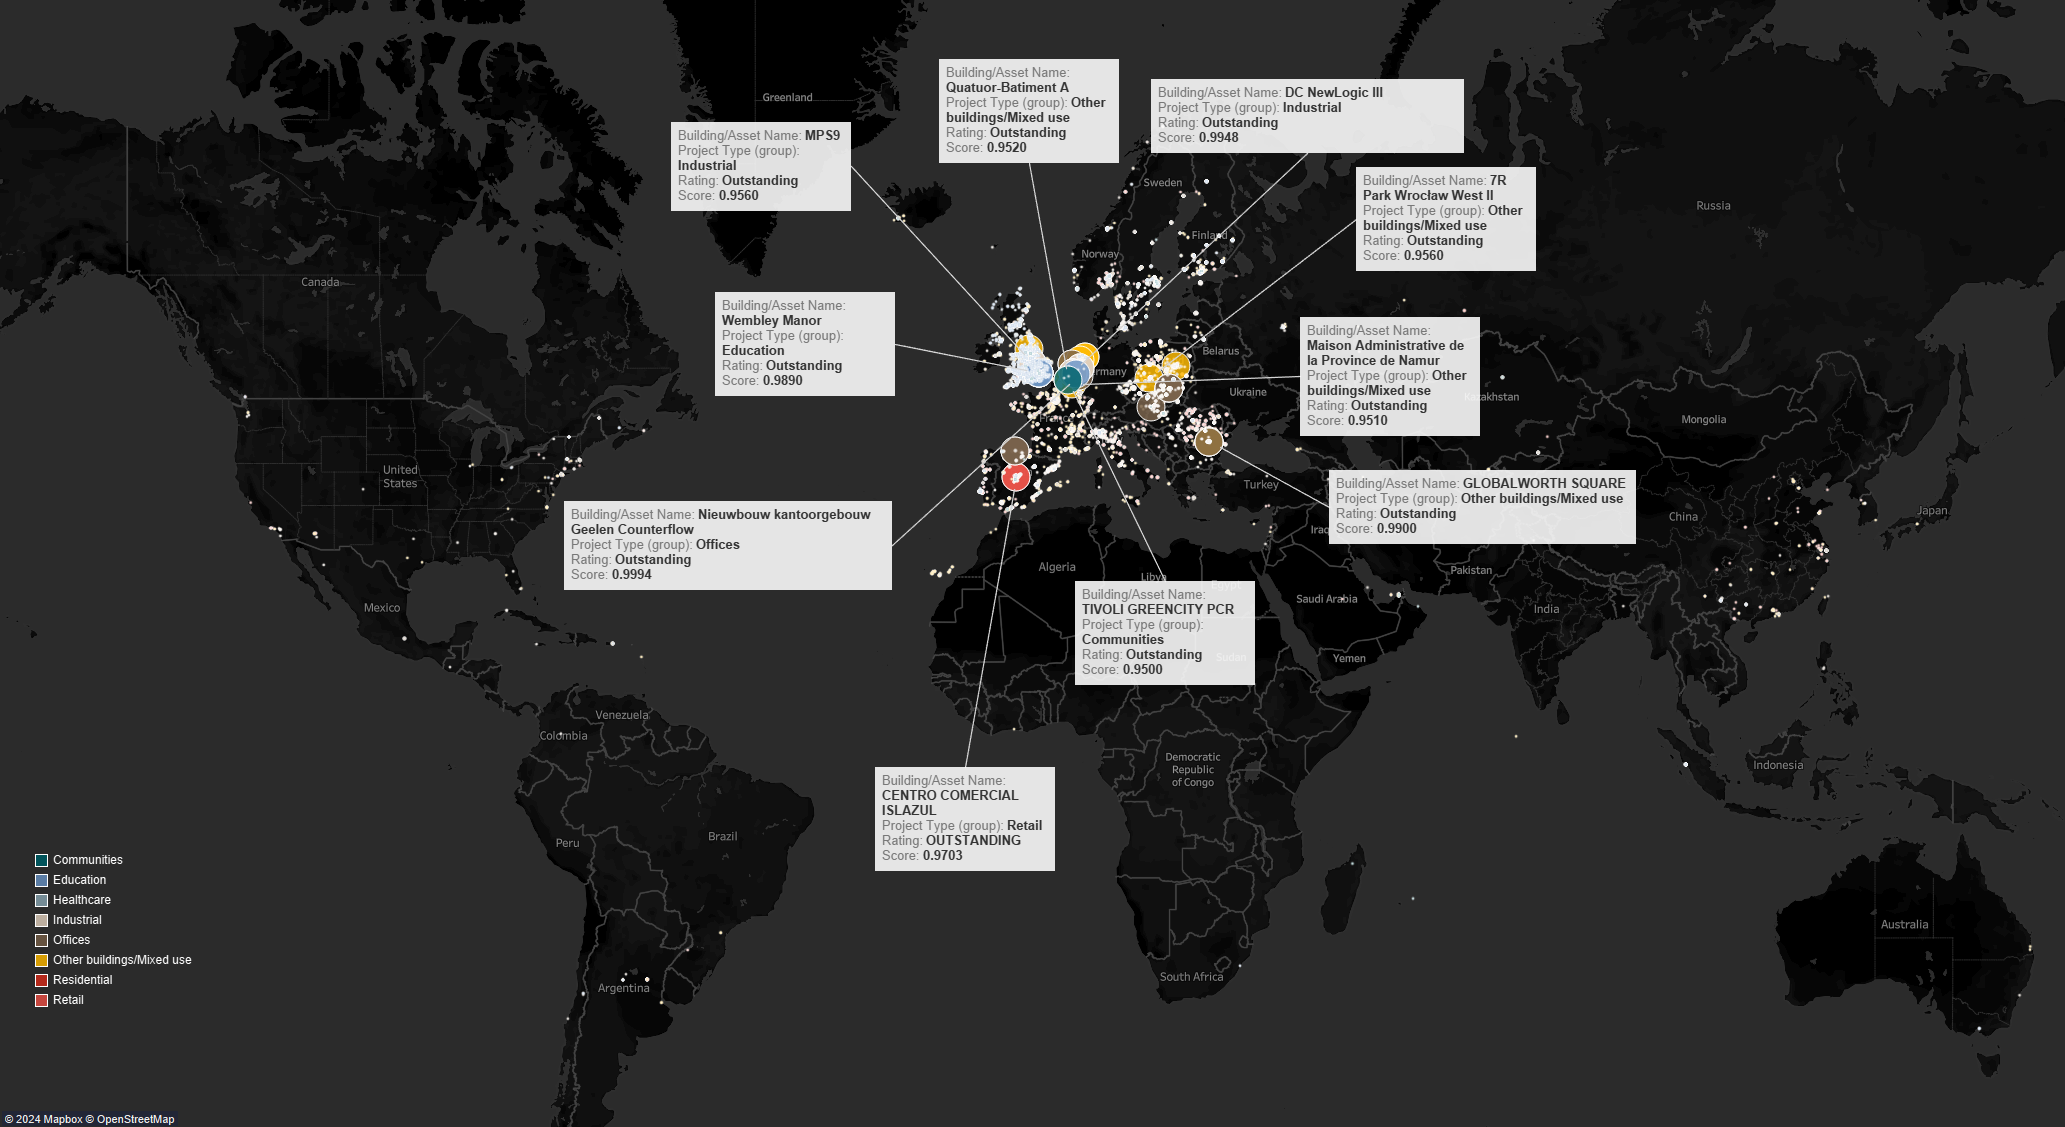 Greenland
Building/Asset Name:
Quatuor-Batiment A
Project Type (group): Other
buildings/Mixed use
Rating: Outstanding
Score: 0.9520
Building/Asset Name: DC NewLogic III
Project Type (group): Industrial
Rating: Outstanding
Score: 0.9948
Building/Asset Name: MPS9
Project Type (group):
Industrial
Rating: Outstanding
Score: 0.9560
Building/Asset Name: 7R
Park Wrocław West II
Project Type (group): Other
buildings/Mixed use
Rating: Outstanding
Score: 0.9560
Sweden
Russia
Finland
Norway
Canada
Building/Asset Name:
Wembley Manor
Project Type (group):
Education
Rating: Outstanding
Score: 0.9890
Building/Asset Name:
Maison Administrative de
la Province de Namur
Project Type (group): Other
buildings/Mixed use
Rating: Outstanding
Score: 0.9510
Belarus
ermany
Ukraine
Kazakhstan
France
Mongolia
United
States
Turkey
Building/Asset Name: GLOBALWORTH SQUARE
Project Type (group): Other buildings/Mixed use
Rating: Outstanding
Score: 0.9900
Building/Asset Name: Nieuwbouw kantoorgebouw
Geelen Counterflow
Project Type (group): Offices
Rating: Outstanding
Score: 0.9994
China
Japan
Iraq
Algeria
Libya
Egypt
Pakistan
Saudi Arabia
India
Mexico
Building/Asset Name:
TIVOLI GREENCITY PCR
Project Type (group):
Communities
Rating: Outstanding
Score: 0.9500
Sudan
Yemen
Venezuela
Colombia
Democratic
Republic
of Congo
Indonesia
Building/Asset Name:
CENTRO COMERCIAL
ISLAZUL
Project Type (group): Retail
Rating: OUTSTANDING
Score: 0.9703
Brazil
Peru
Communities
Education
Healthcare
Industrial
Offices
Other buildings/Mixed use
Residential
Retail
Australia
South Africa
Argentina
© 2024 Mapbox © OpenStreetMap